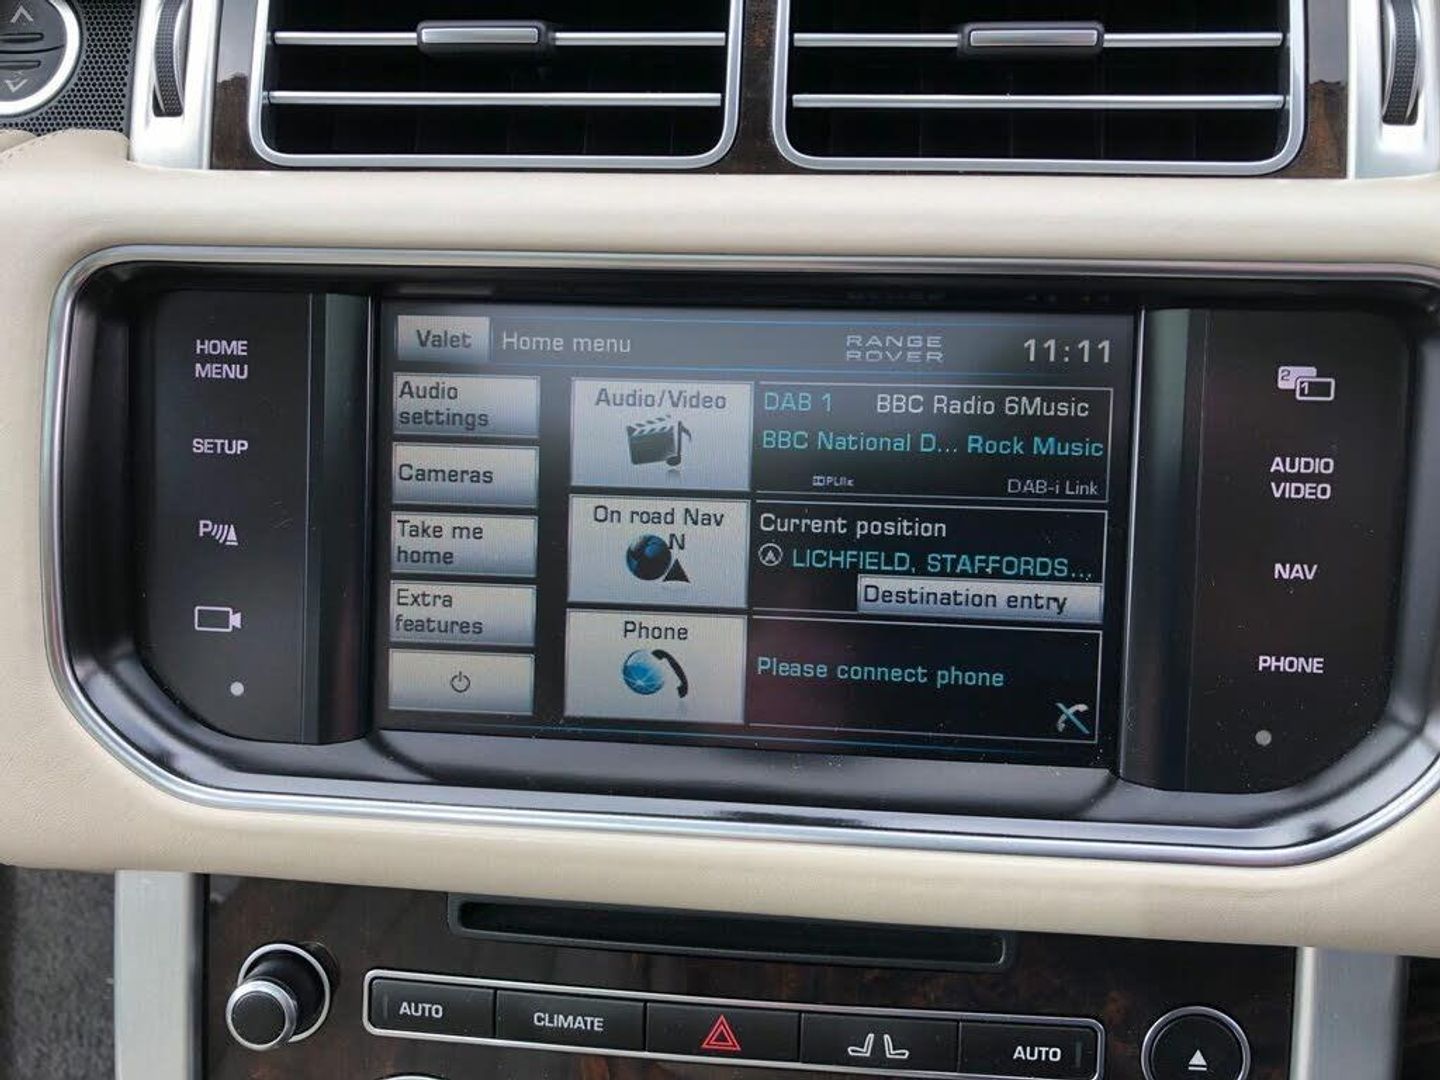 HOME
MENU
SETUP
P
Valet
Home menu
RANGE
ROVER
11:11
Audio
settings
Cameras
Take me
home
Extra
features
Audio/Video
DAB 1
BBC Radio 6Music
BBC National D... Rock Music
DAB-i Link
On road Nav
N
Current position
LICHFIELD, STAFFORDS...
Destination entry
Phone
Please connect phone
2
1
AUDIO
VIDEO
NAV
PHONE
AUTO
CLIMATE
AUTO